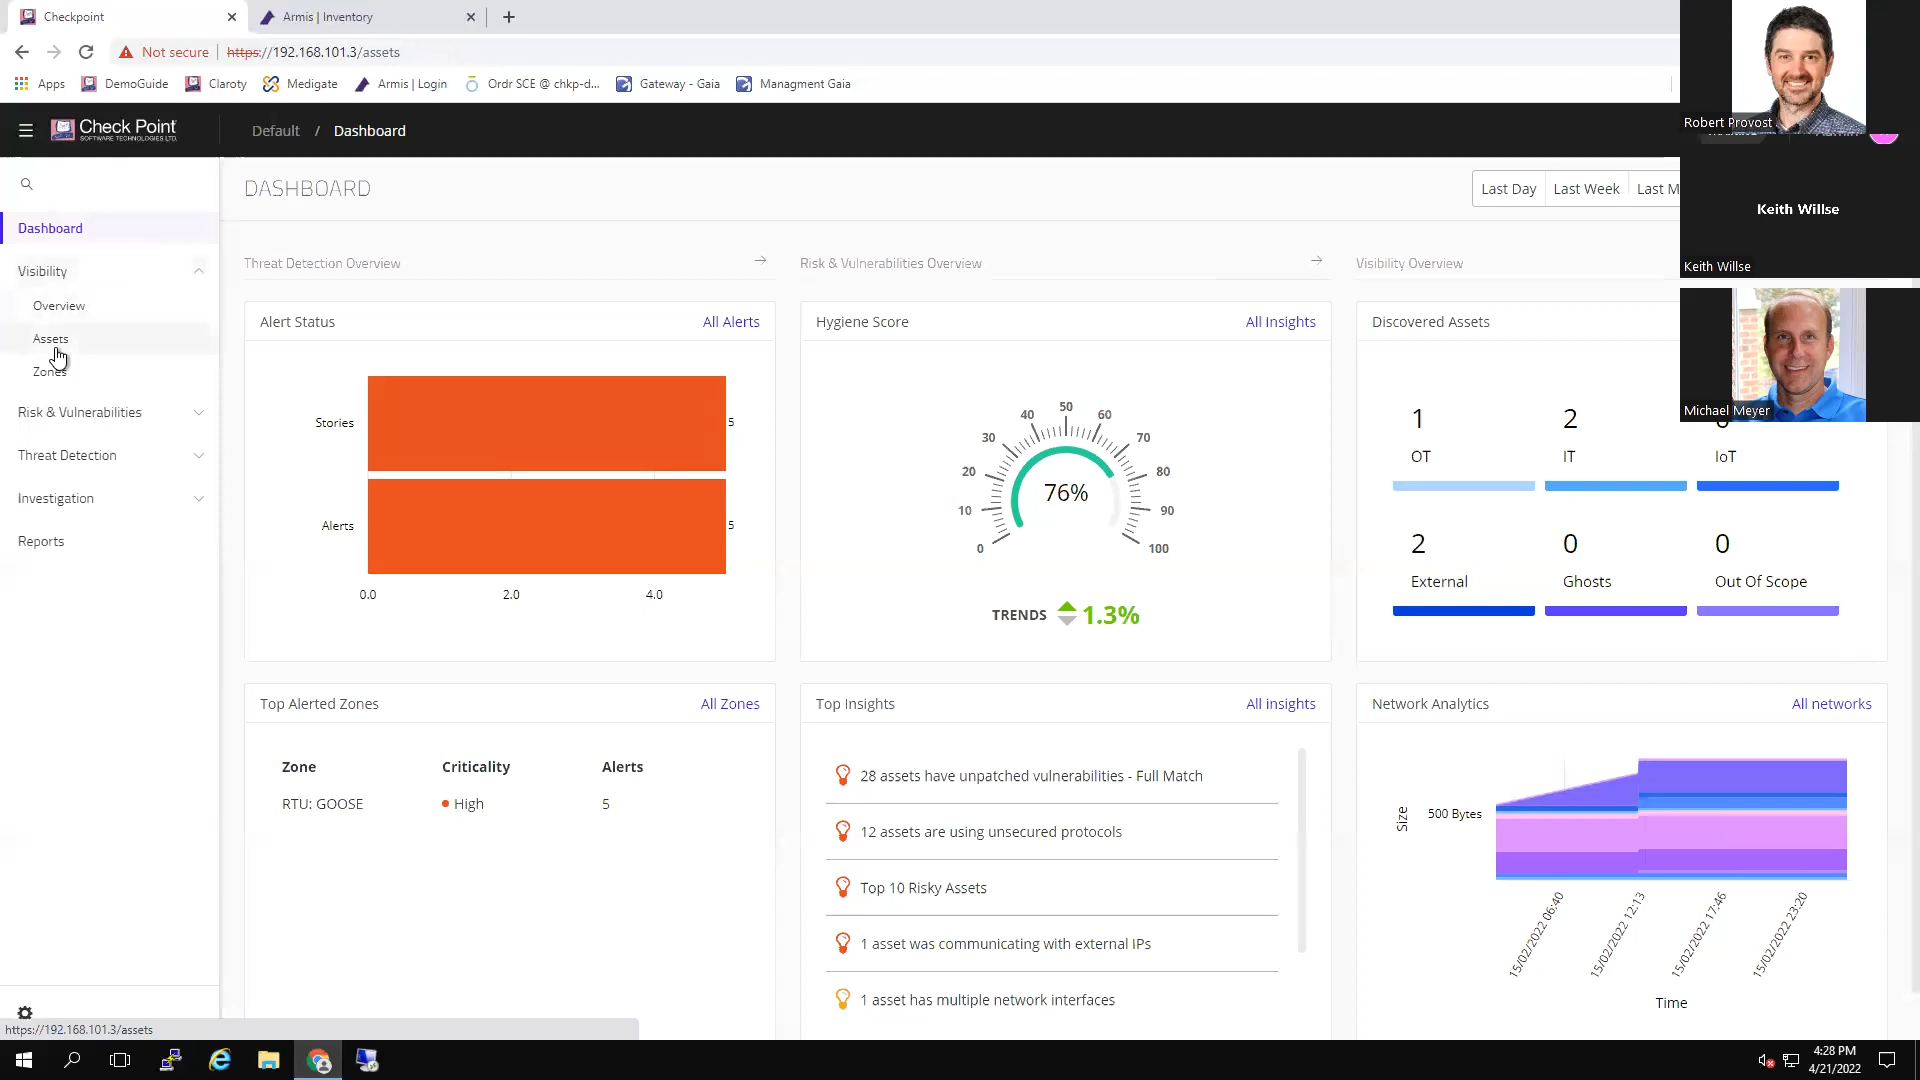 Checkpoint
Armis | Inventory
Not secure
https://192.168.101.3/assets
Apps
DemoGuide
Claroty
Medigate
Armis | Login
Ordr SCE @ chkp-d...
Gateway - Gaia
Managment Gaia
Check Point
SOFTWARE TECHNOLOGIES LTD.
Default / Dashboard
Robert Provost
Keith Willse
Keith Willse
Michael Meyer
DASHBOARD
Last Day
Last Week
Last M
Dashboard
Visibility
Overview
Assets
Zones
Risk & Vulnerabilities
Threat Detection
Investigation
Reports
Threat Detection Overview
Risk & Vulnerabilities Overview
Visibility Overview
Alert Status
All Alerts
Stories
5
Alerts
5
0.0
2.0
4.0
Hygiene Score
All Insights
0
10
20
30
40
50
60
70
80
90
100
76%
TRENDS
1.3%
Discovered Assets
1
OT
2
IT
IoT
2
External
0
Ghosts
0
Out Of Scope
Top Alerted Zones
All Zones
Zone Criticality Alerts
RTU: GOOSE High 5
Top Insights
All insights
28 assets have unpatched vulnerabilities - Full Match
12 assets are using unsecured protocols
Top 10 Risky Assets
1 asset was communicating with external IPs
1 asset has multiple network interfaces
Network Analytics
All networks
Size
500 Bytes
15/02/2022 06:40
15/02/2022 12:13
15/02/2022 17:46
15/02/2022 23:20
Time
https://192.168.101.3/assets
4:28 PM
4/21/2022